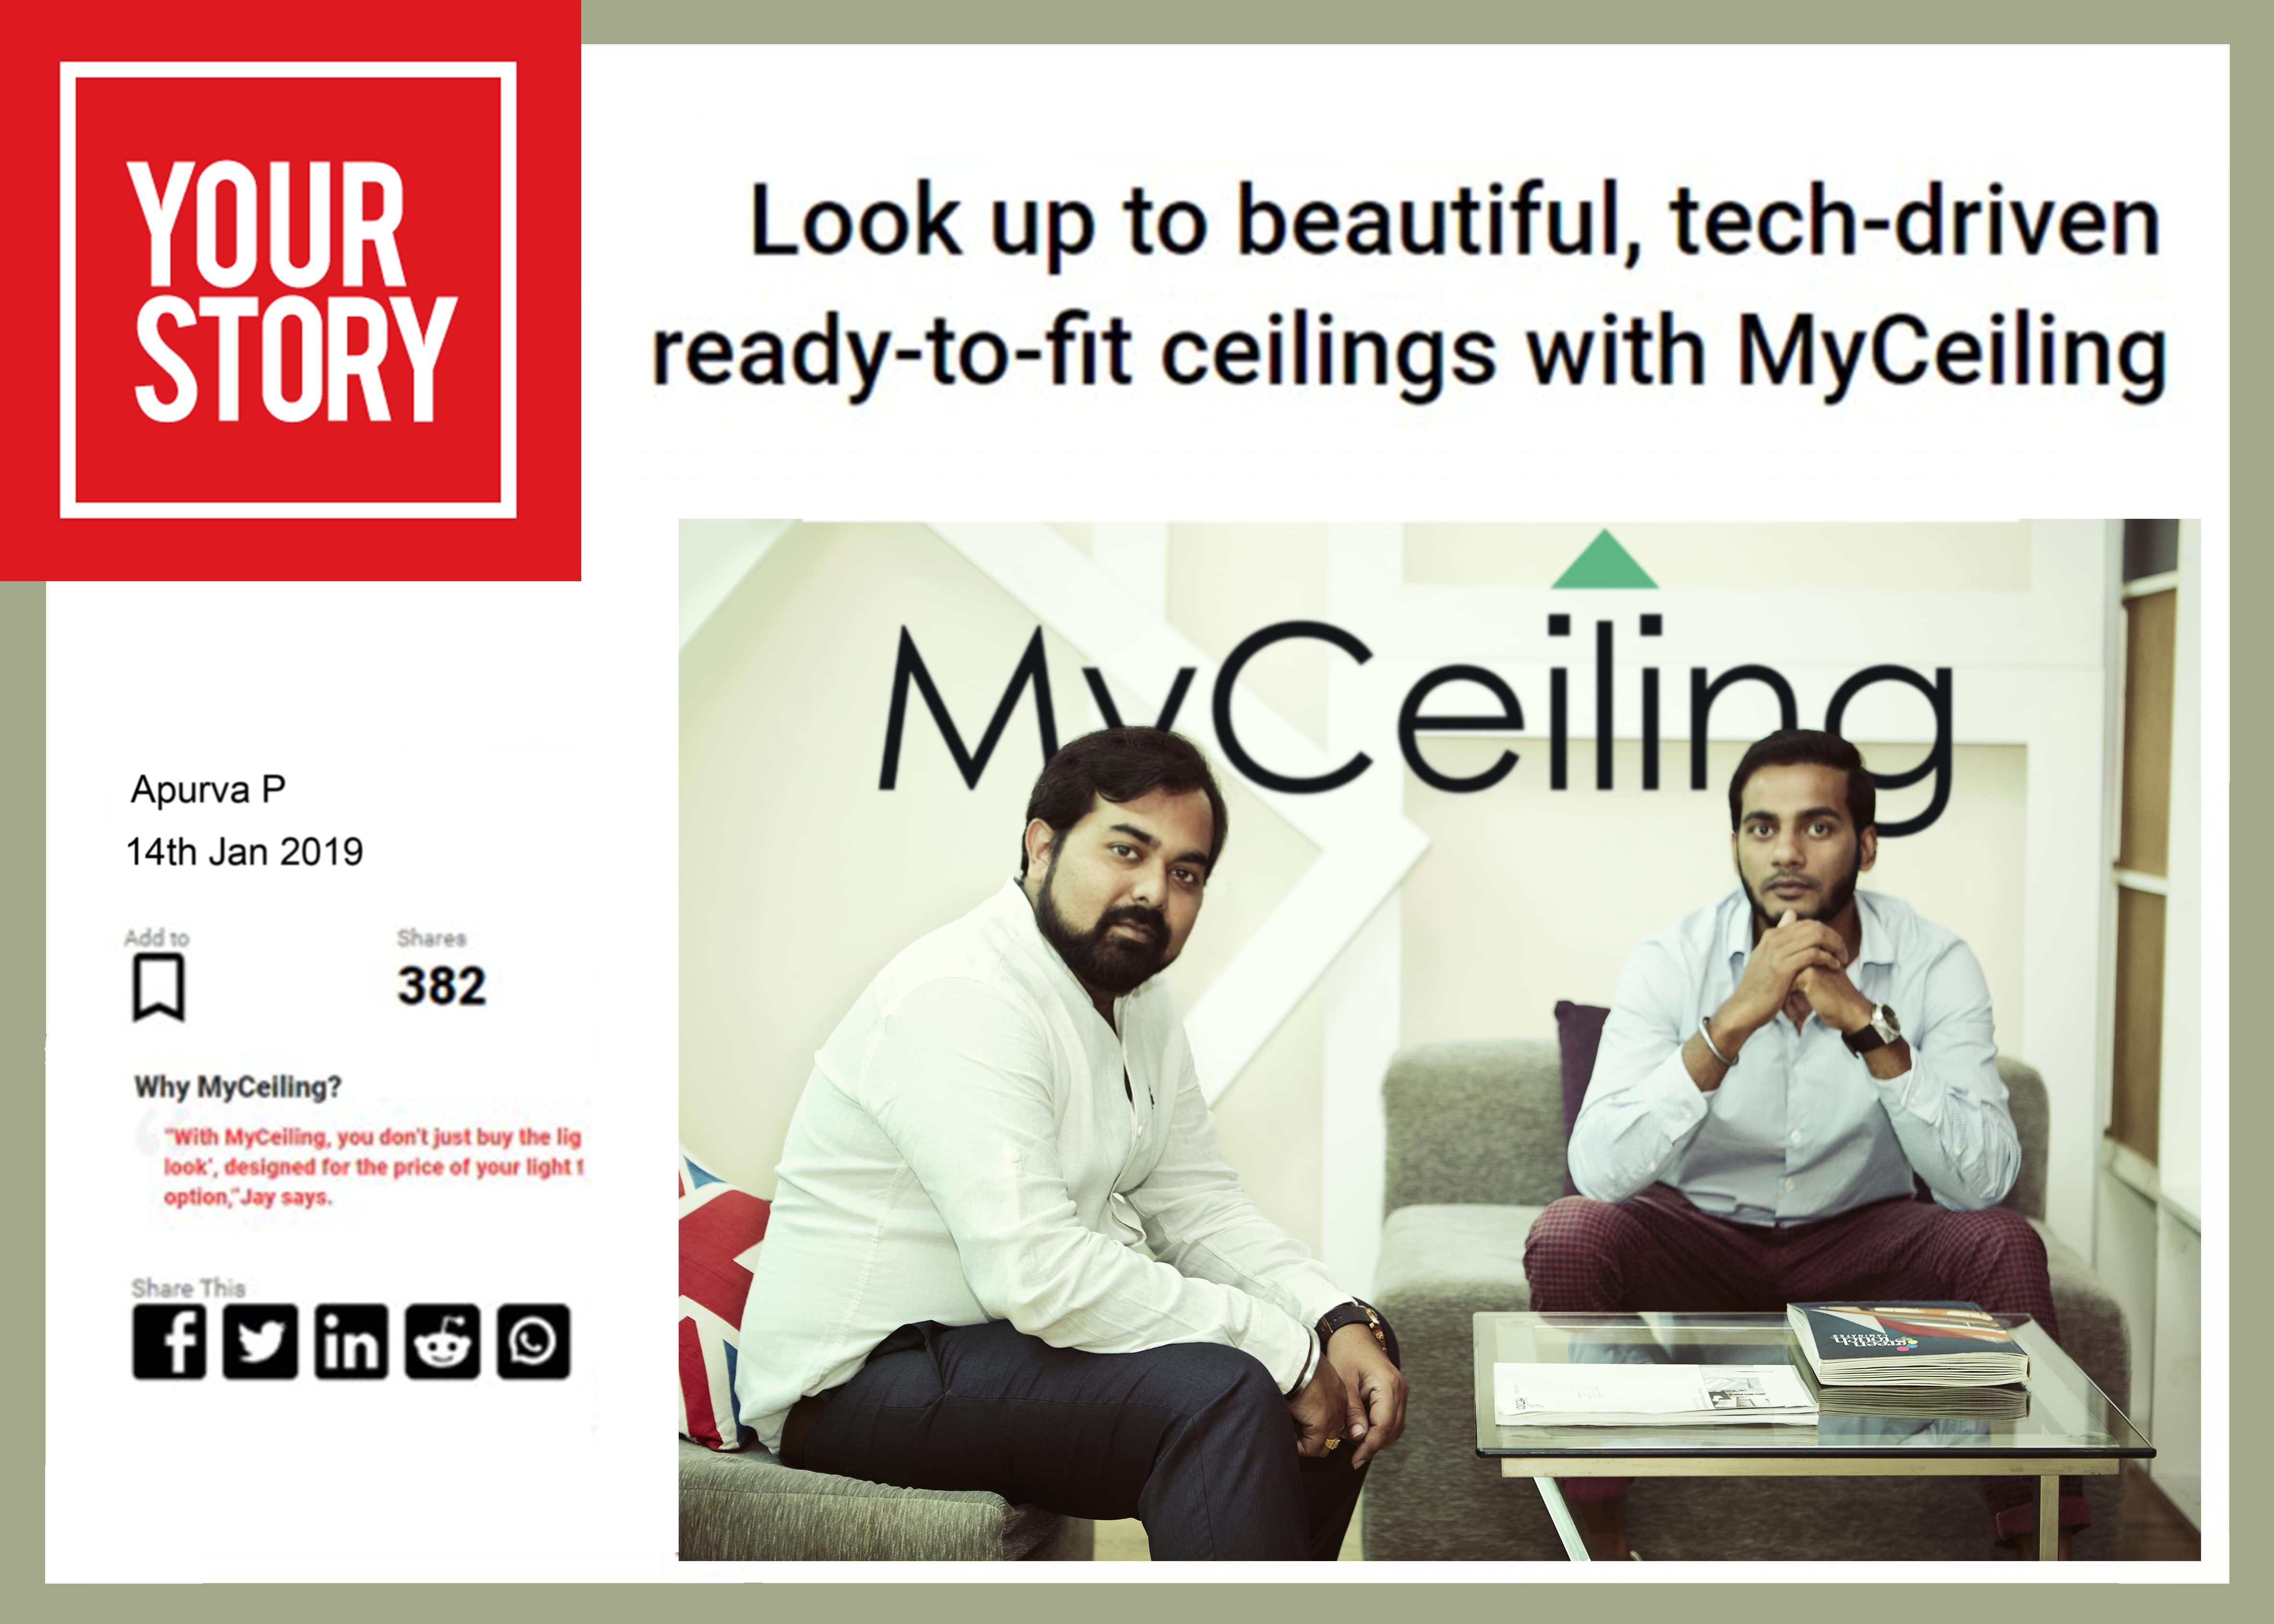 YOUR
STORY
Look up to beautiful, tech-driven
ready-to-fit ceilings with MyCeiling
MyCeiling
Apurva P
14th Jan 2019
Add to
Shares
382
Why MyCeiling?
"With MyCeiling, you don't just buy the lig
look', designed for the price of your light f
option,"Jay says.
Share This